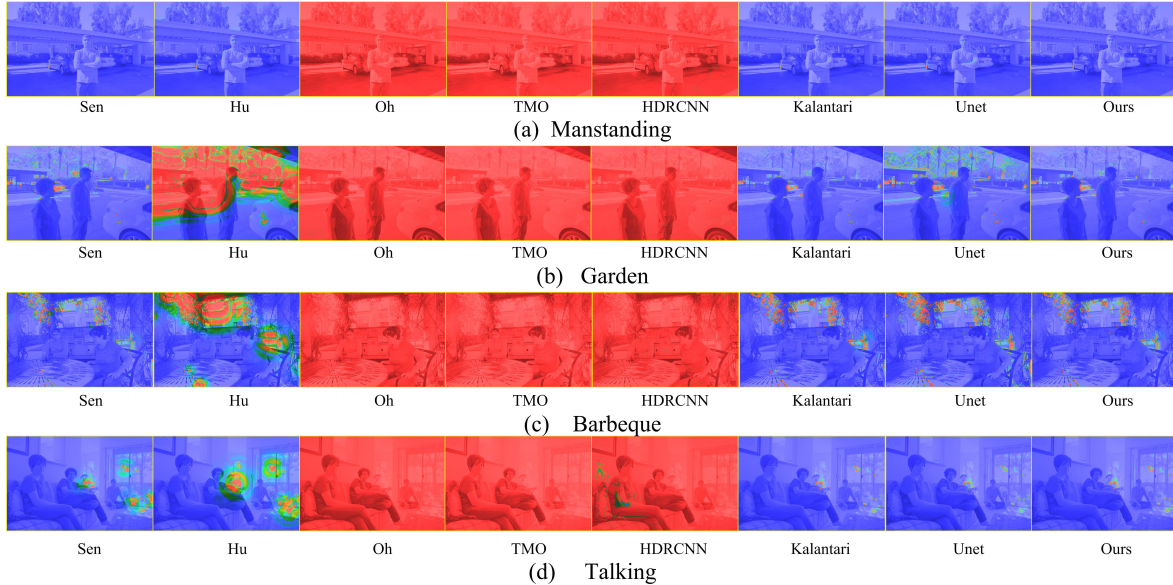 Sen Hu Oh TMO HDRCNN Kalantari Unet Ours
(a) Manstanding
Sen Hu Oh TMO HDRCNN Kalantari Unet Ours
(b) Garden
Sen Hu Oh TMO HDRCNN Kalantari Unet Ours
(c) Barbeque
Sen Hu Oh TMO HDRCNN Kalantari Unet Ours
(d) Talking